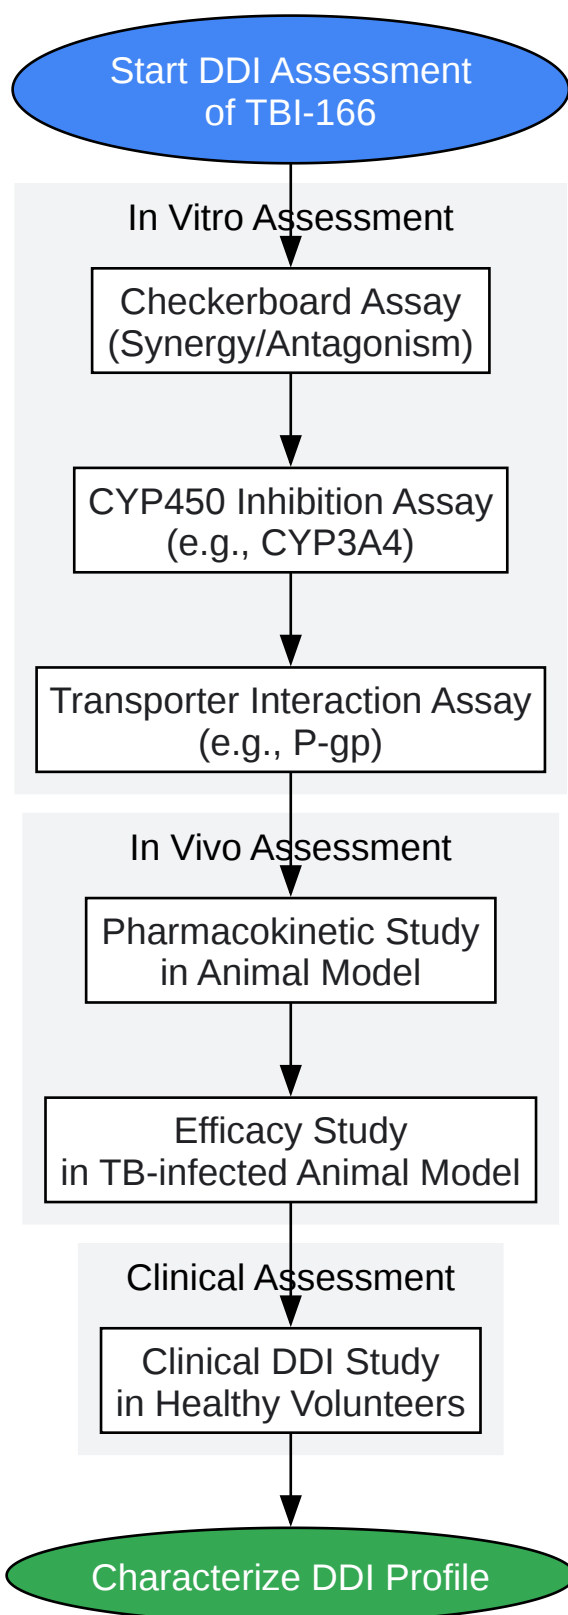 Start DDI Assessment
of TBI-166
In Vitro Assessment
Checkerboard Assay
(Synergy/Antagonism)
CYP450 Inhibition Assay
(e.g., CYP3A4)
Transporter Interaction Assay
(e.g., P-gp)
In Vivo Assessment
Pharmacokinetic Study
in Animal Model
Efficacy Study
in TB-infected Animal Model
Clinical Assessment
Clinical DDI Study
in Healthy Volunteers
Characterize DDI Profile